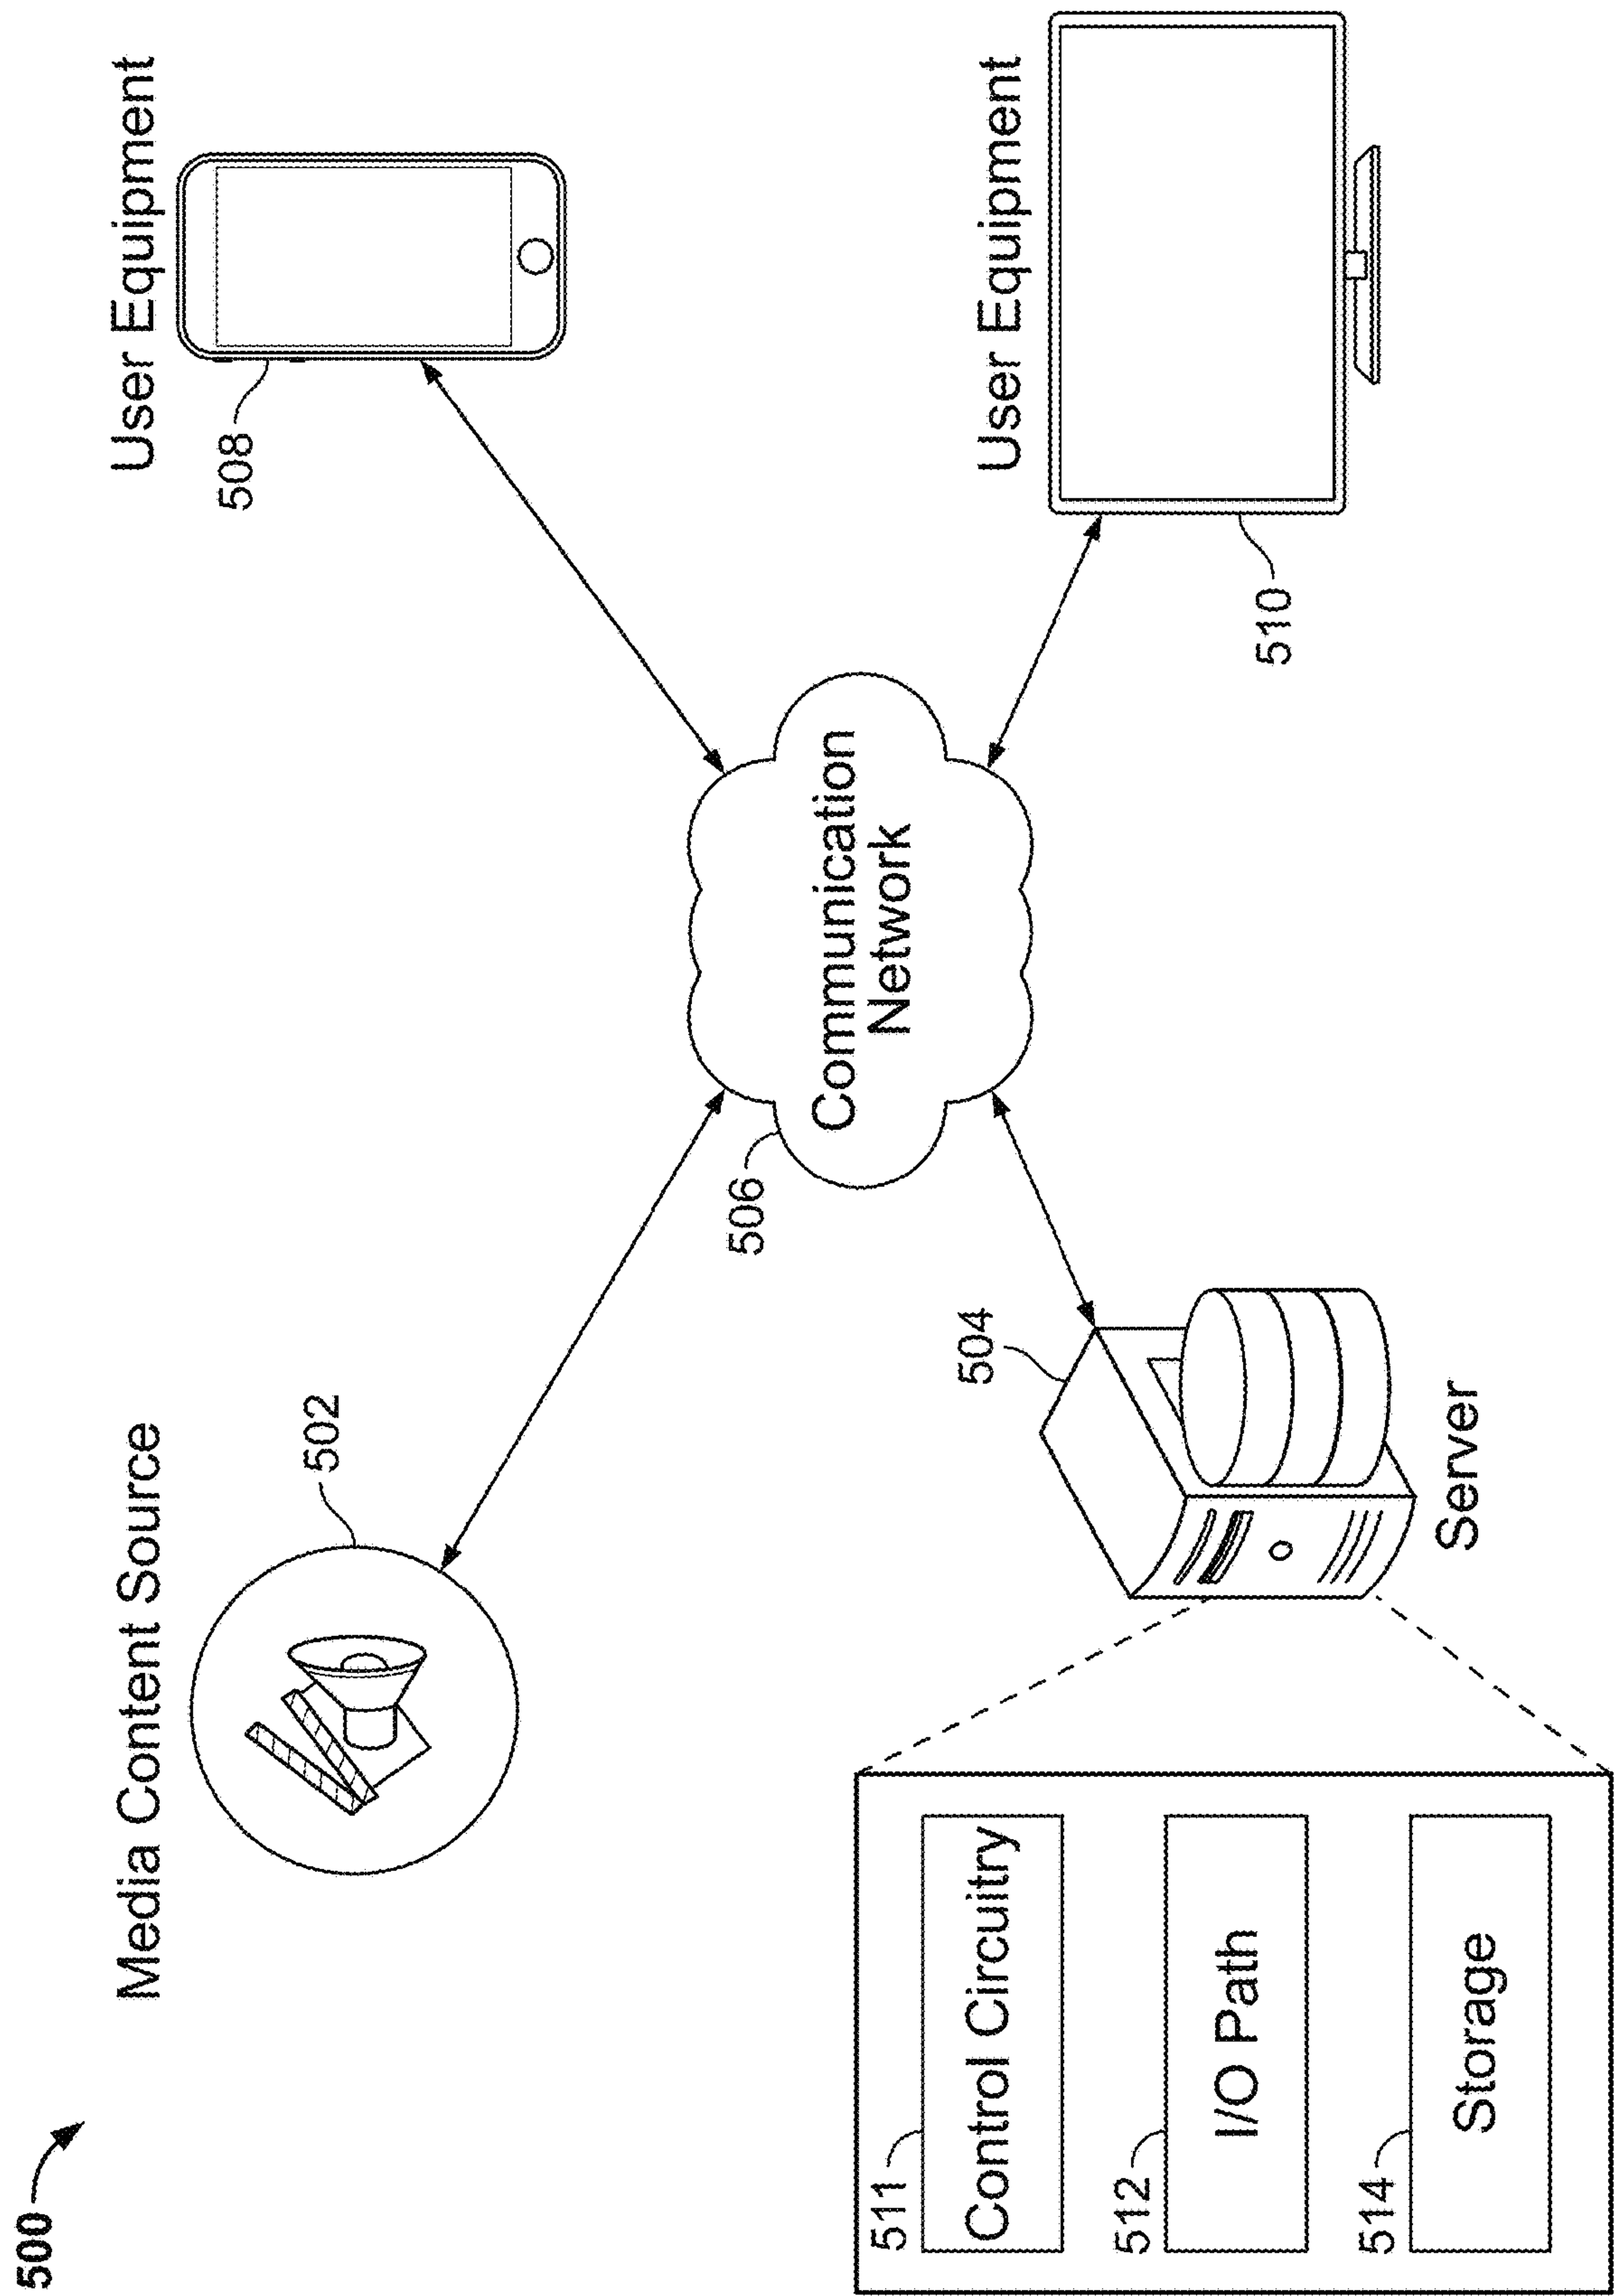 500
Media Content Source
502
User Equipment
508
506
Communication
Network
504
Server
User Equipment
510
511
Control Circuitry
512
I/O Path
514
Storage